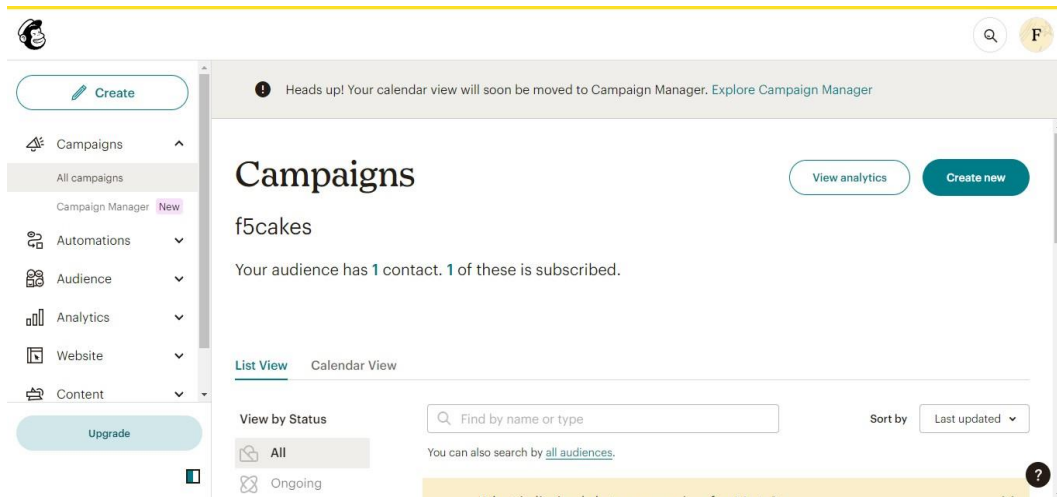 F
Create
Heads up! Your calendar view will soon be moved to Campaign Manager. Explore Campaign Manager
Campaigns
All campaigns
Campaign Manager New
Automations
Audience
Analytics
Website
Content
Upgrade
Campaigns
View analytics
Create new
f5cakes
Your audience has 1 contact. 1 of these is subscribed.
List View Calendar View
View by Status
All
Ongoing
Find by name or type
You can also search by all audiences.
Sort by Last updated
?